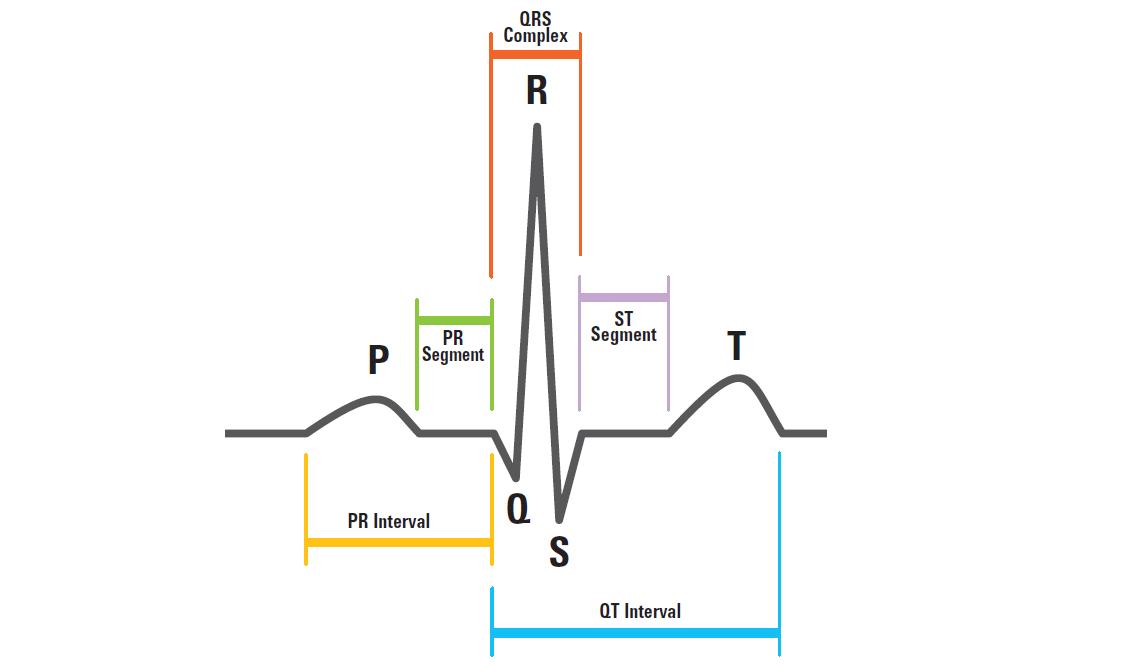 QRS
Complex
R
PR
Segment
ST
Segment
P
T
Q
S
PR Interval
QT Interval